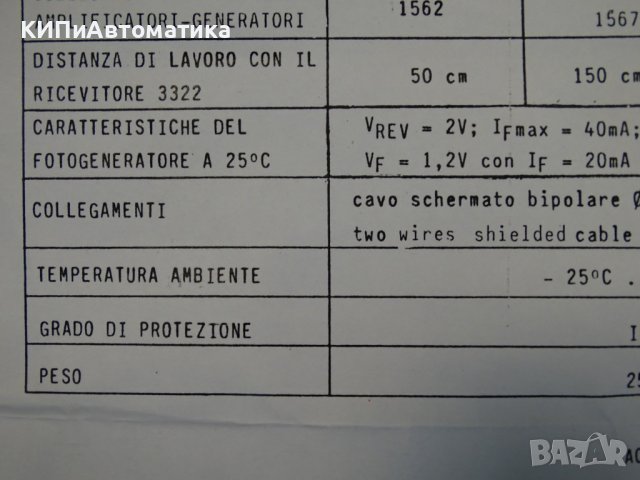 КИПиАвтоматика
AMPLIFICATORI-GENERATORI
1562
1567
DISTANZA DI LAVORO CON IL
RICEVITORE 3322
50 cm
150 cm
CARATTERISTICHE DEL
FOTOGENERATORE A 25°C
VREV = 2V; IFmax = 40mA;
VF = 1,2V con IF = 20mA
COLLEGAMENTI
cavo schermato bipolare Ø
two wires shielded cable
TEMPERATURA AMBIENTE
- 25°C .
GRADO DI PROTEZIONE
I
PESO
25
BAZAR